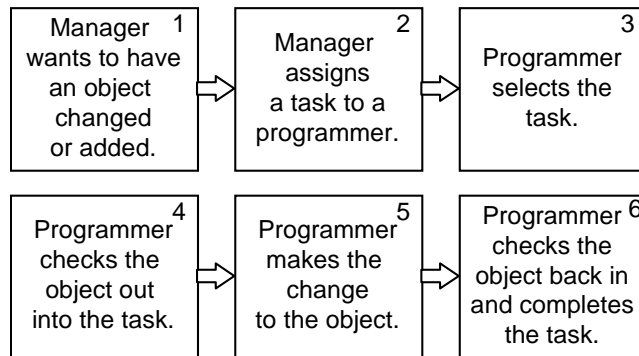 1
Manager
wants to have
an object
changed
or added.
2
Manager
assigns
a task to a
programmer.
3
Programmer
selects the
task.
4
Programmer
checks the
object out
into the task.
5
Programmer
makes the
change
to the object.
6
Programmer
checks the
object back in
and completes
the task.